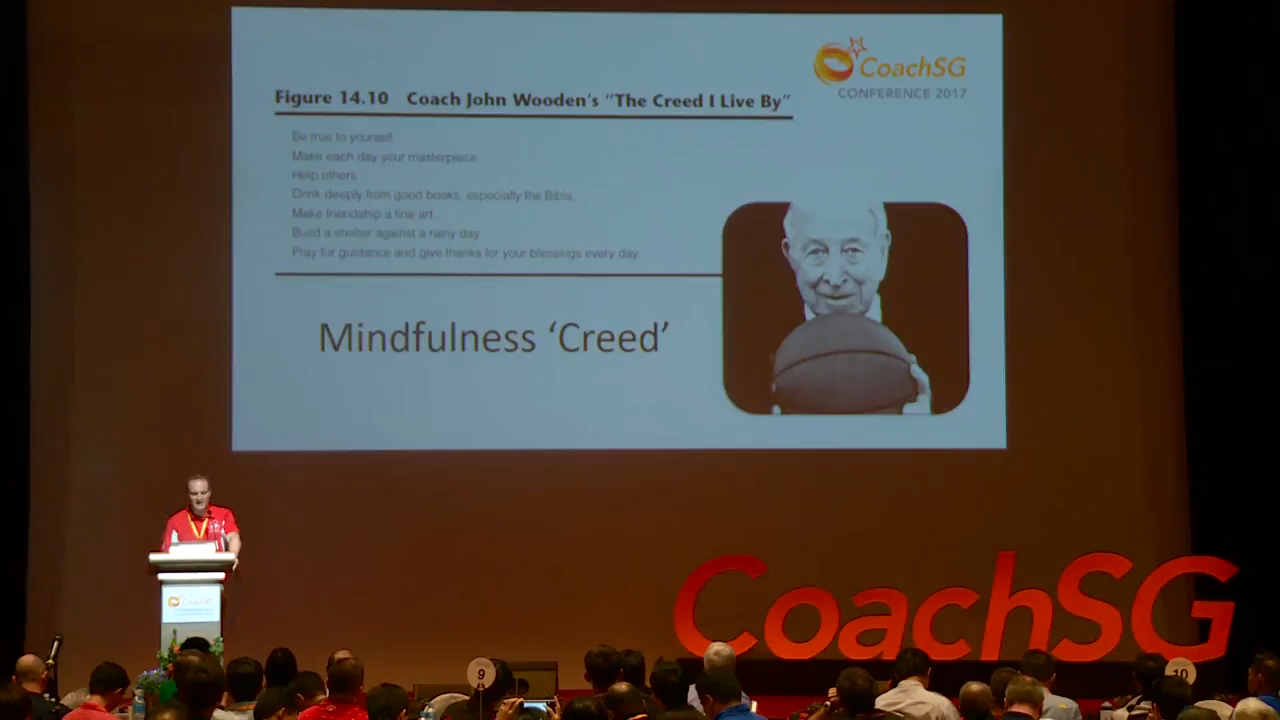 CoachSG
CONFERENCE 2017
Figure 14.10 Coach John Wooden's "The Creed I Live By"
Be true to yourself.
Make each day your masterpiece.
Help others.
Drink deeply from good books, especially the Bible.
Make friendship a fine art.
Build a shelter against a rainy day.
Pray for guidance and give thanks for your blessings every day.
Mindfulness ‘Creed’
CoachSG
CoachSG
9
10